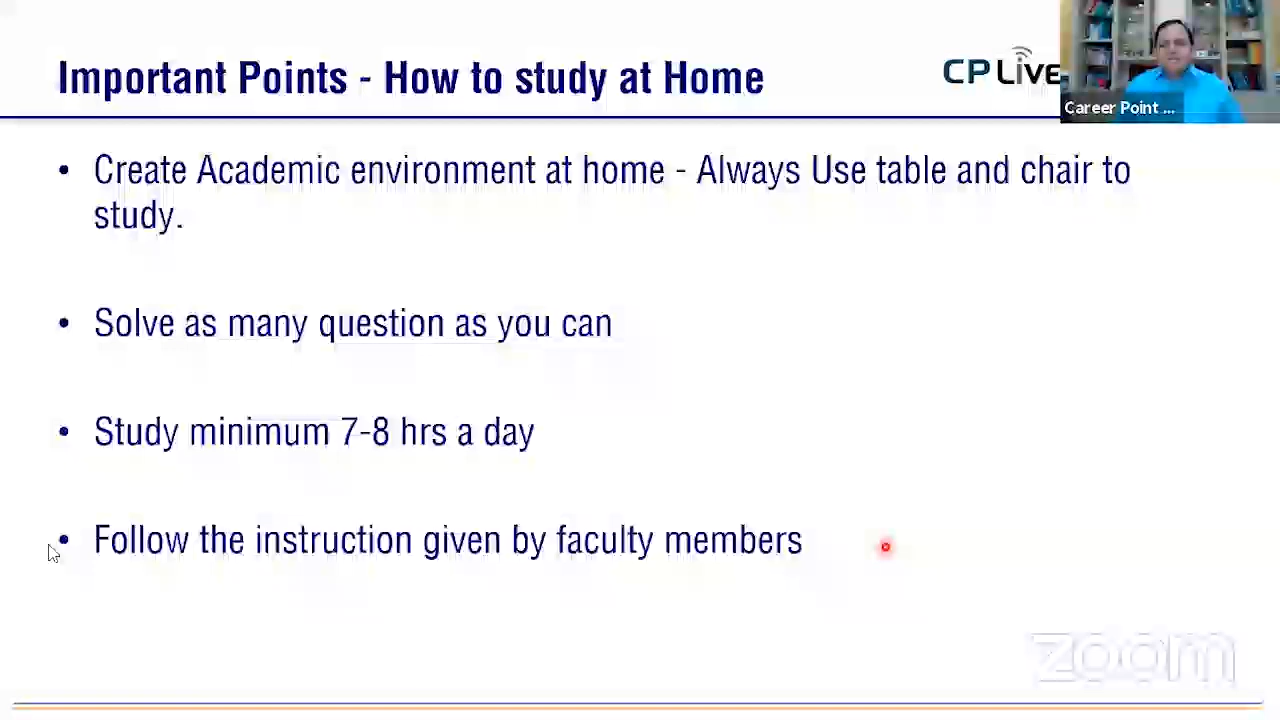 Important Points - How to study at Home
CP Live
Career Point ...
• Create Academic environment at home - Always Use table and chair to
study.
• Solve as many question as you can
• Study minimum 7-8 hrs a day
• Follow the instruction given by faculty members
zoom